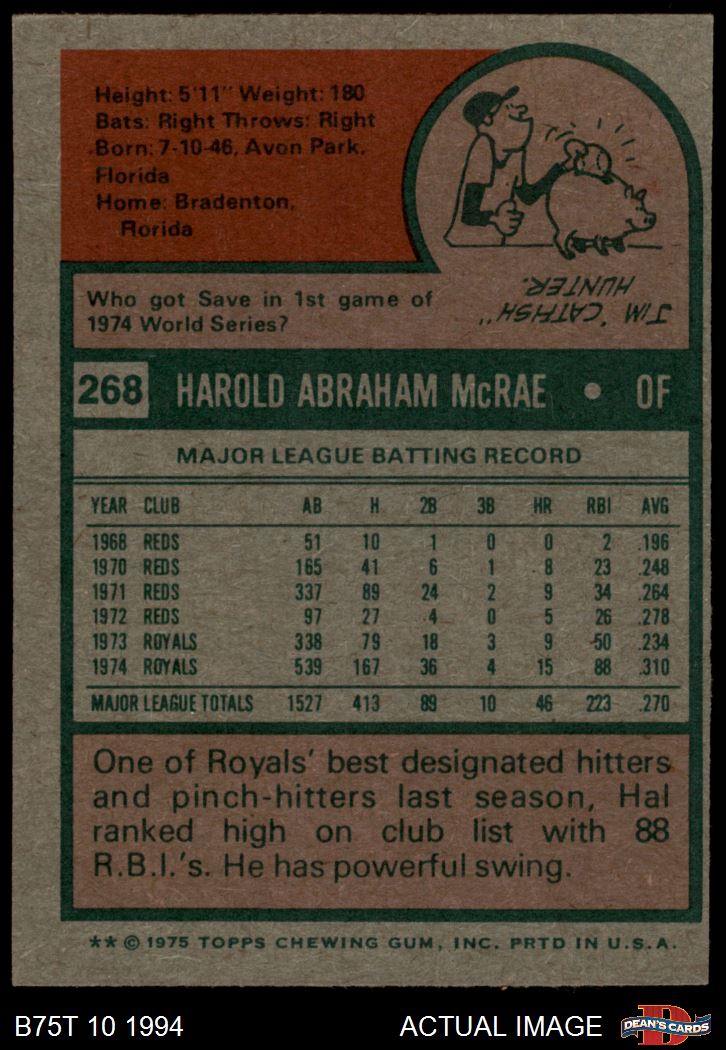 Height: 5'11" Weight: 180
Bats: Right Throws: Right
Born: 7-10-46, Avon Park,
Florida
Home: Bradenton,
Florida
Who got Save in 1st game of
1974 World Series?
JIM "CATFISH"
HUNTER.
268 HAROLD ABRAHAM McRAE • OF
MAJOR LEAGUE BATTING RECORD
YEAR CLUB AB H 2B 3B HR RBI AVG
1968 REDS 51 10 1 0 0 2 .196
1970 REDS 165 41 6 1 8 23 .248
1971 REDS 337 89 24 2 9 34 .264
1972 REDS 97 27 4 0 5 26 .278
1973 ROYALS 338 79 18 3 9 50 .234
1974 ROYALS 539 167 36 4 15 88 .310
MAJOR LEAGUE TOTALS 1527 413 89 10 46 223 .270
One of Royals' best designated hitters
and pinch-hitters last season, Hal
ranked high on club list with 88
R.B.I.'s. He has powerful swing.
** © 1975 TOPPS CHEWING GUM, INC. PRTD IN U.S.A.
B75T 10 1994 ACTUAL IMAGE
D
DEAN'S CARDS